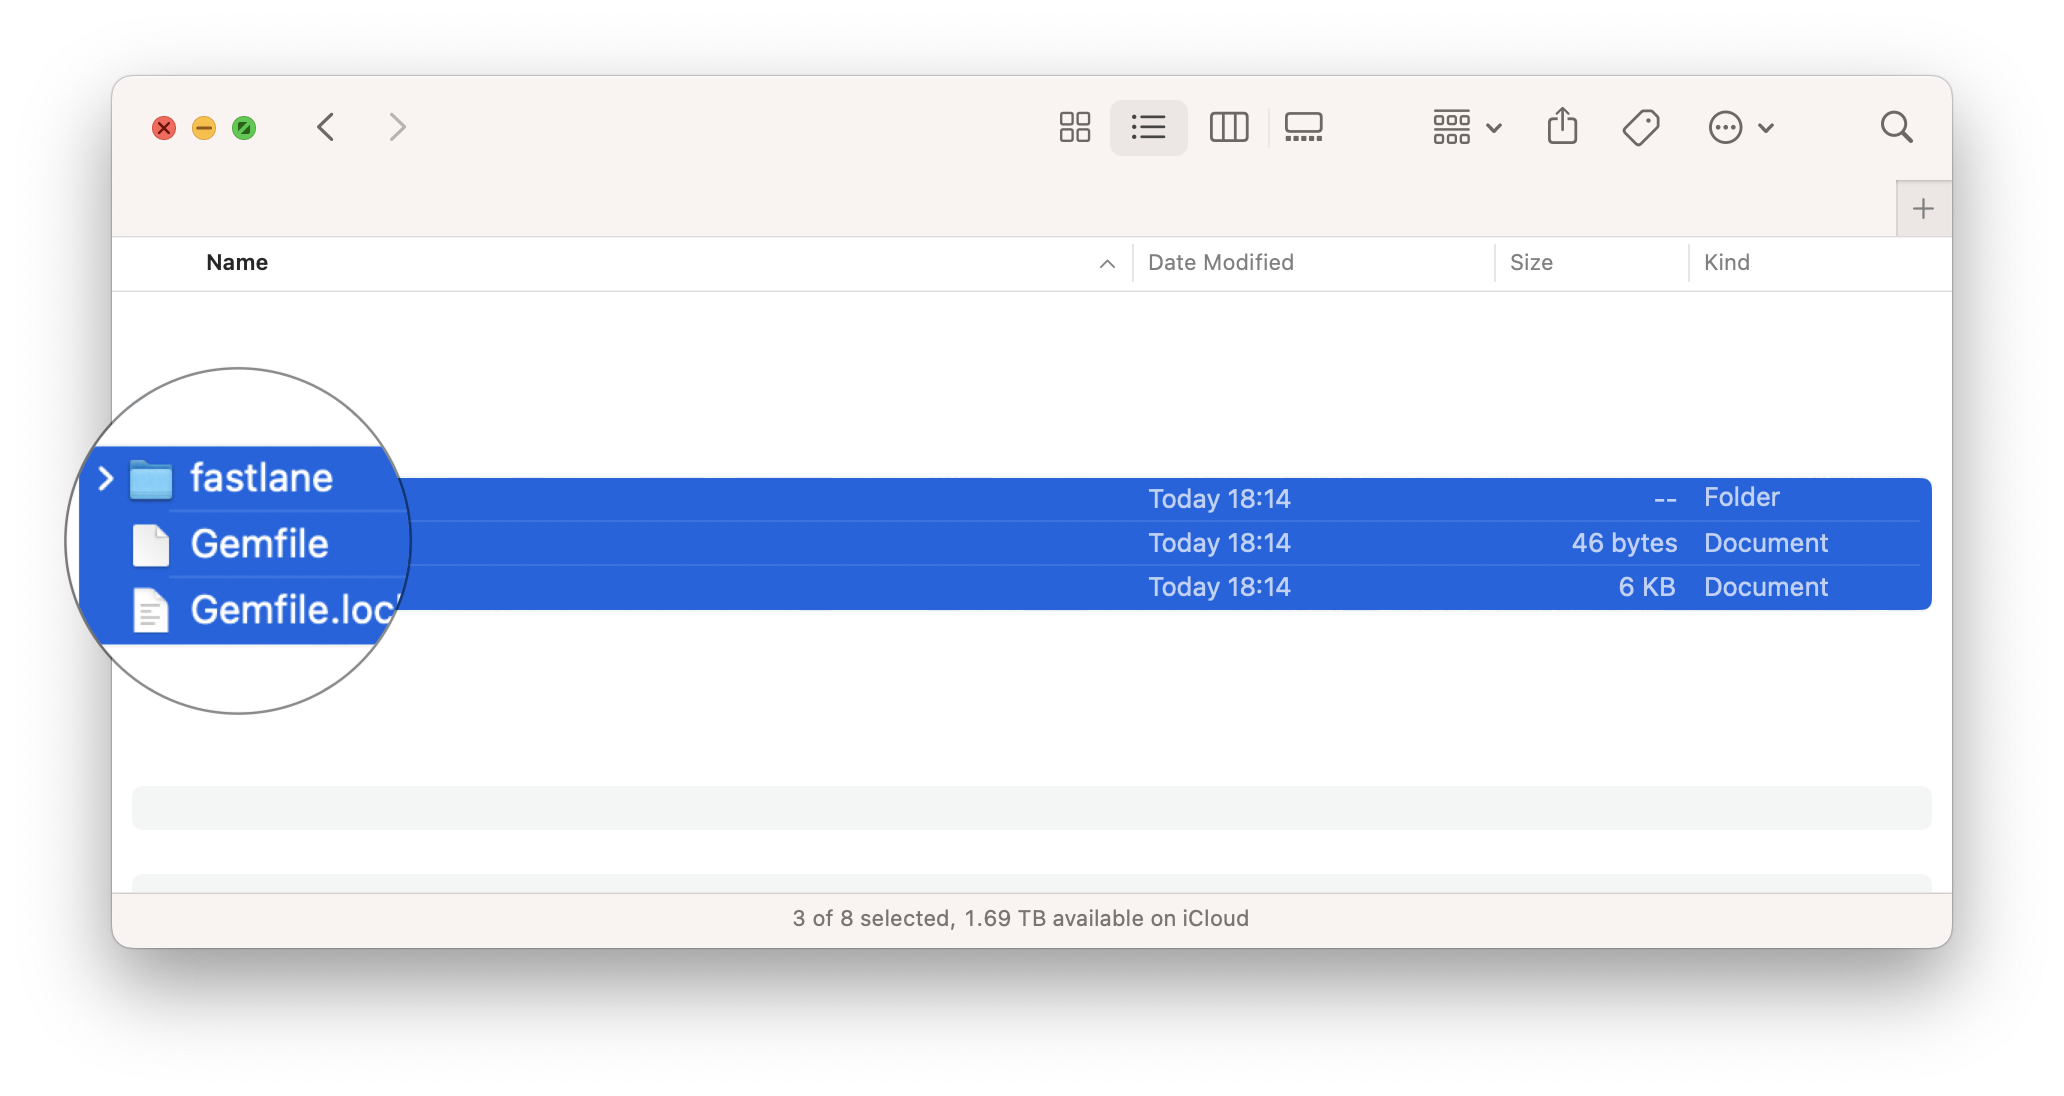 Name Date Modified Size Kind
fastlane Today 18:14 -- Folder
Gemfile Today 18:14 46 bytes Document
Gemfile.loc Today 18:14 6 KB Document
3 of 8 selected, 1.69 TB available on iCloud